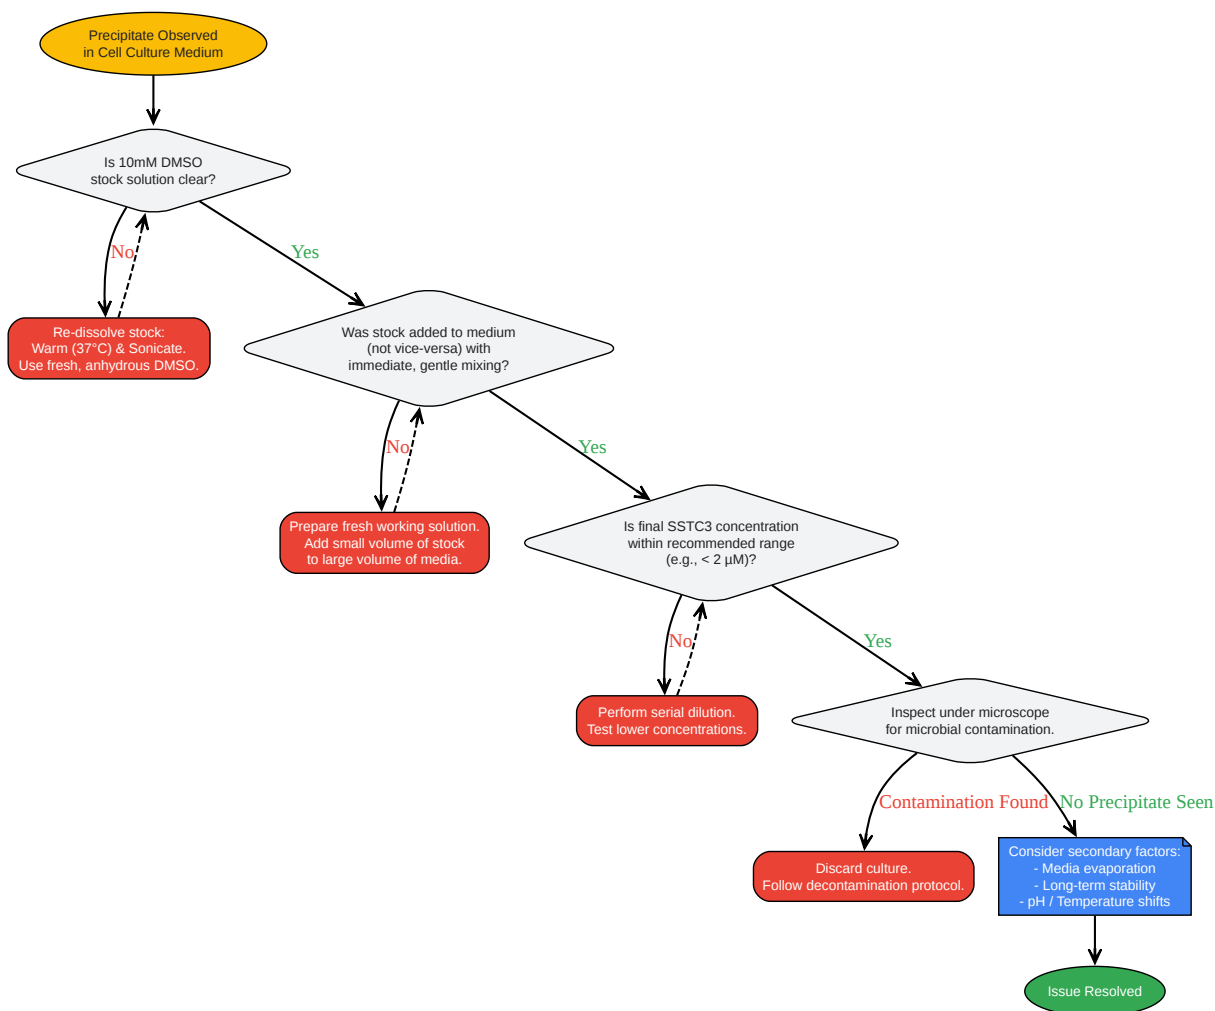 Precipitate Observed
in Cell Culture Medium
Is 10mM DMSO
stock solution clear?
No
Yes
Re-dissolve stock:
Warm (37°C) & Sonicate.
Use fresh, anhydrous DMSO.
Was stock added to medium
(not vice-versa) with
immediate, gentle mixing?
No
Yes
Prepare fresh working solution.
Add small volume of stock
to large volume of media.
Is final SSTC3 concentration
within recommended range
(e.g., < 2 µM)?
No
Yes
Perform serial dilution.
Test lower concentrations.
Inspect under microscope
for microbial contamination.
Contamination Found
No Precipitate Seen
Discard culture.
Follow decontamination protocol.
Consider secondary factors:
- Media evaporation
- Long-term stability
- pH / Temperature shifts
Issue Resolved